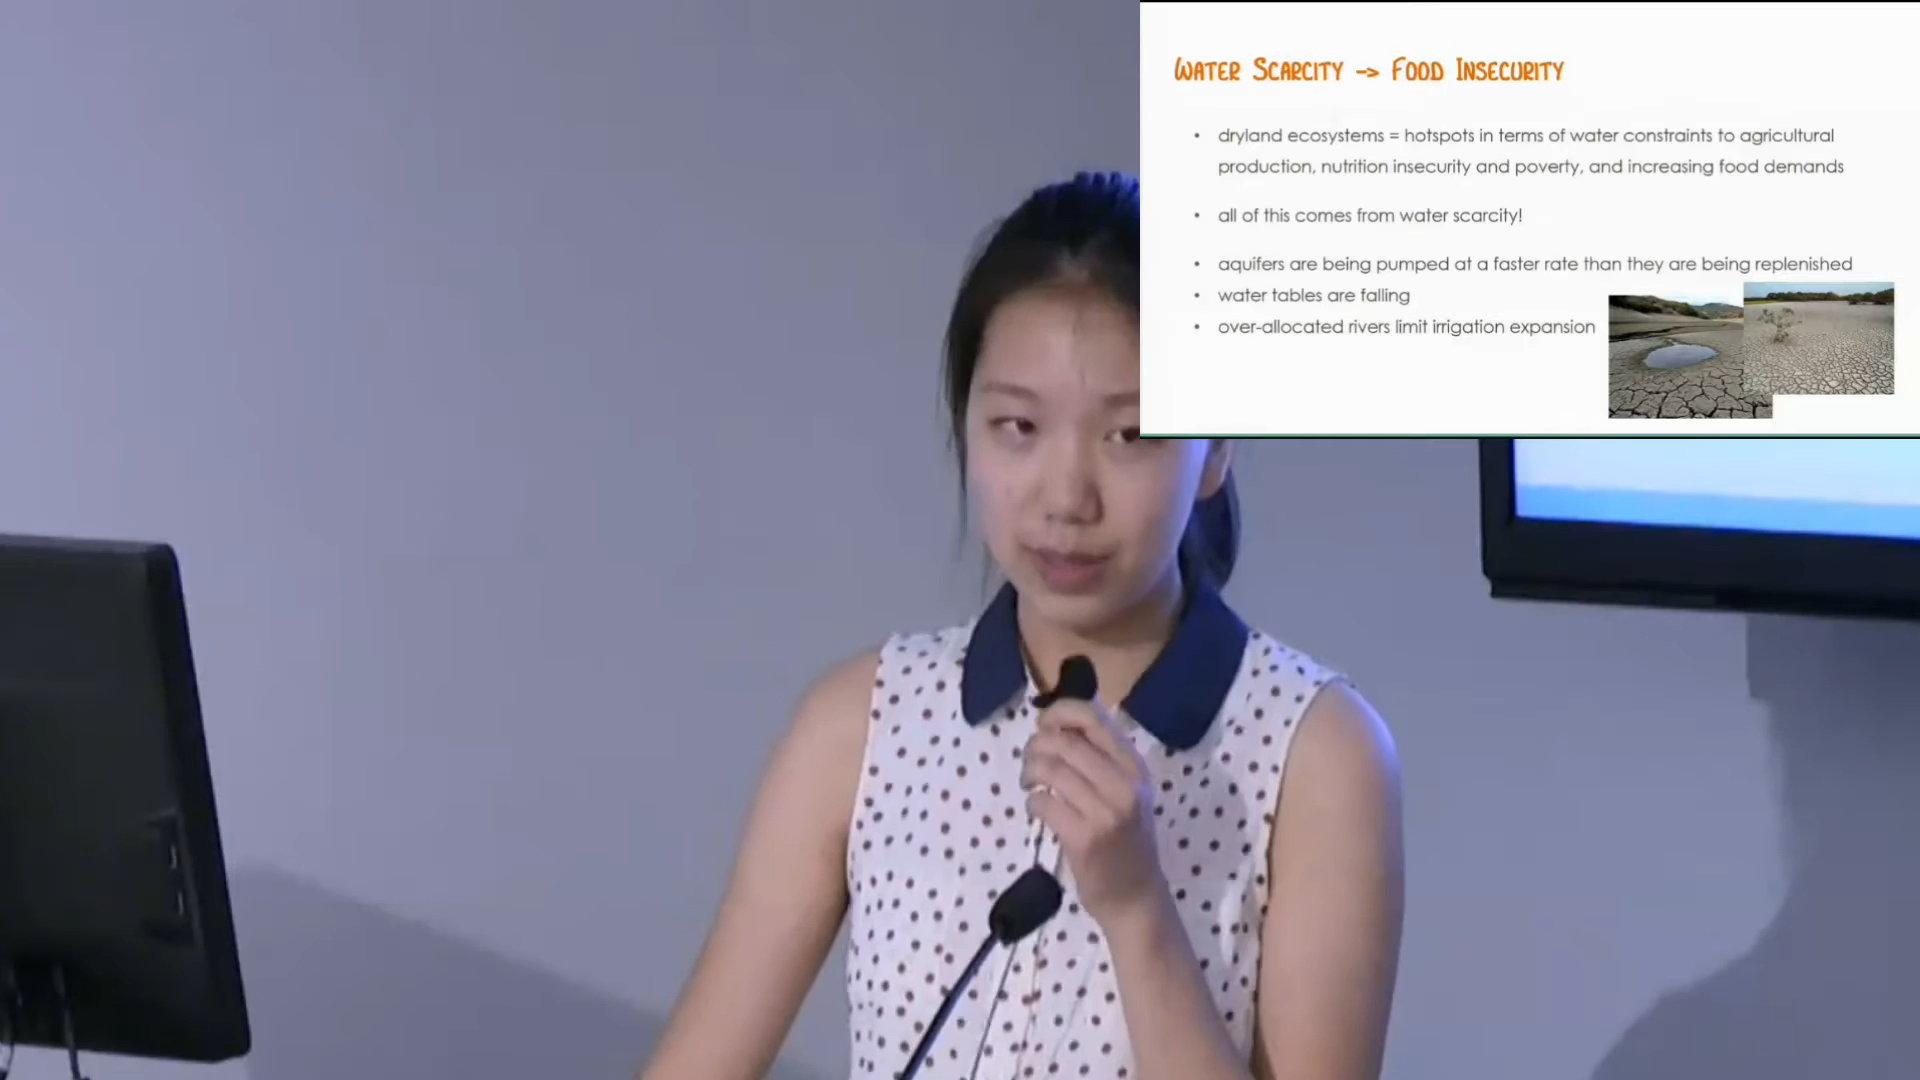 WATER SCARCITY -> FOOD INSECURITY
• dryland ecosystems = hotspots in terms of water constraints to agricultural
production, nutrition insecurity and poverty, and increasing food demands
• all of this comes from water scarcity!
• aquifers are being pumped at a faster rate than they are being replenished
• water tables are falling
• over-allocated rivers limit irrigation expansion